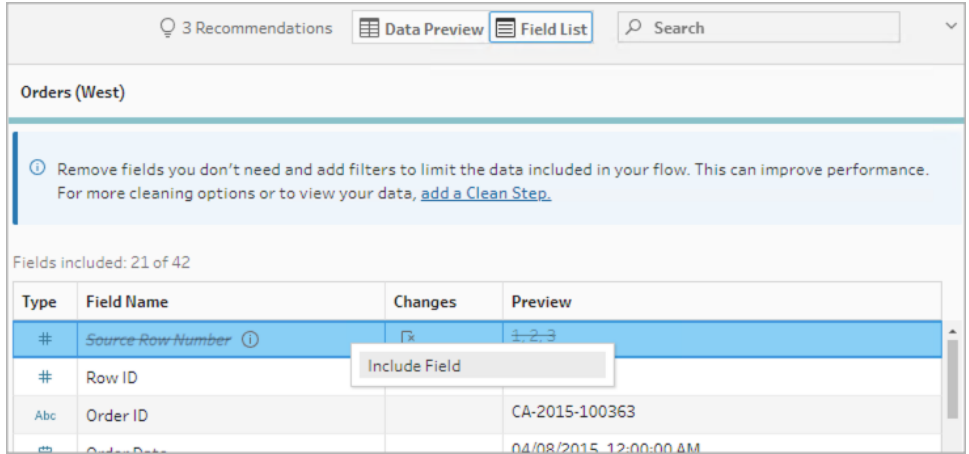 3 Recommendations Data Preview Field List Search
Orders (West)
Remove fields you don't need and add filters to limit the data included in your flow. This can improve performance.
For more cleaning options or to view your data, add a Clean Step.
Fields included: 21 of 42
Type Field Name Changes Preview
# Source Row Number 1, 2, 3
Include Field
# Row ID
Abc Order ID CA-2015-100363
Order Date 04/08/2015, 12:00:00 AM